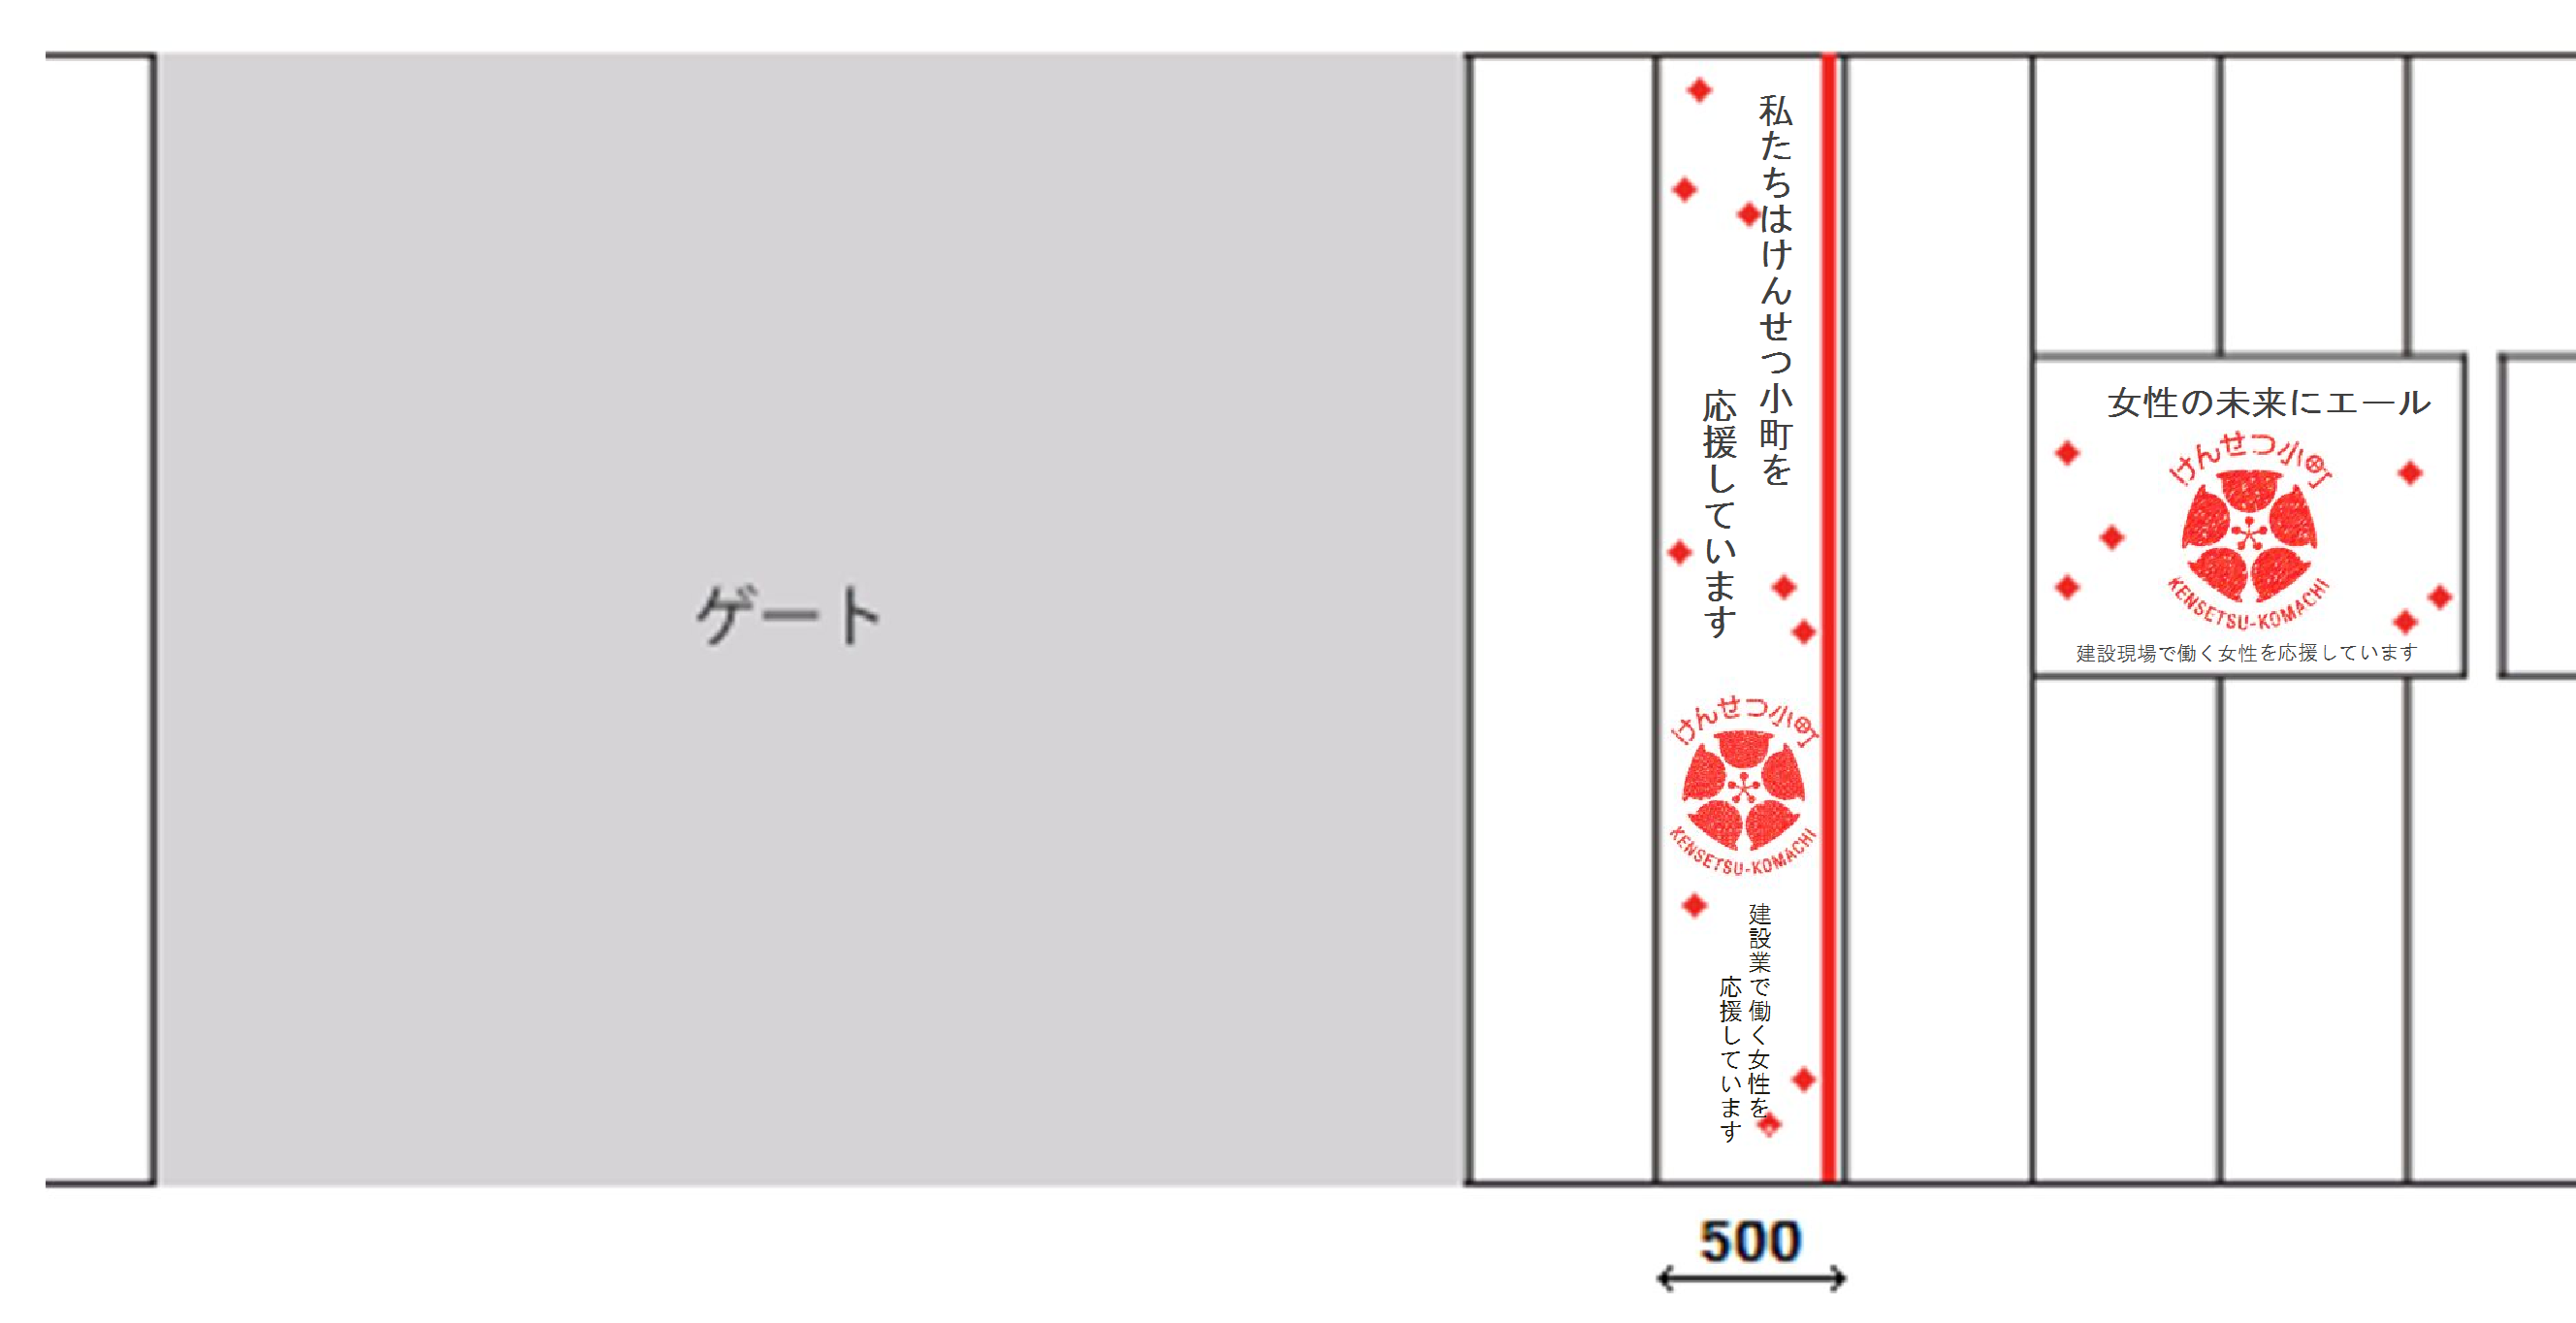 ゲート
私たちはけんせつ小町を
応援しています
けんせつ小町
KENSETSU-KOMACHI
建設業で働く女性を
応援しています
500
女性の未来にエール
けんせつ小町
KENSETSU-KOMACHI
建設現場で働く女性を応援しています